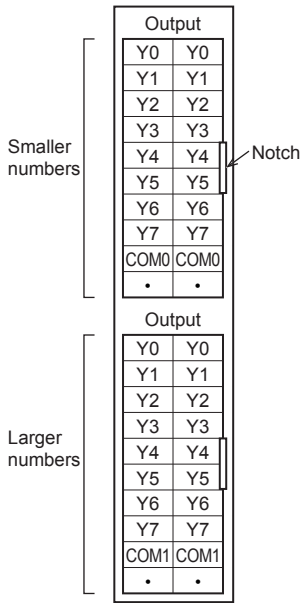 Output
Y0 Y0
Y1 Y1
Y2 Y2
Y3 Y3
Smaller numbers
Y4 Y4
Notch
Y5 Y5
Y6 Y6
Y7 Y7
COM0 COM0
• •
Output
Y0 Y0
Y1 Y1
Y2 Y2
Y3 Y3
Larger numbers
Y4 Y4
Y5 Y5
Y6 Y6
Y7 Y7
COM1 COM1
• •